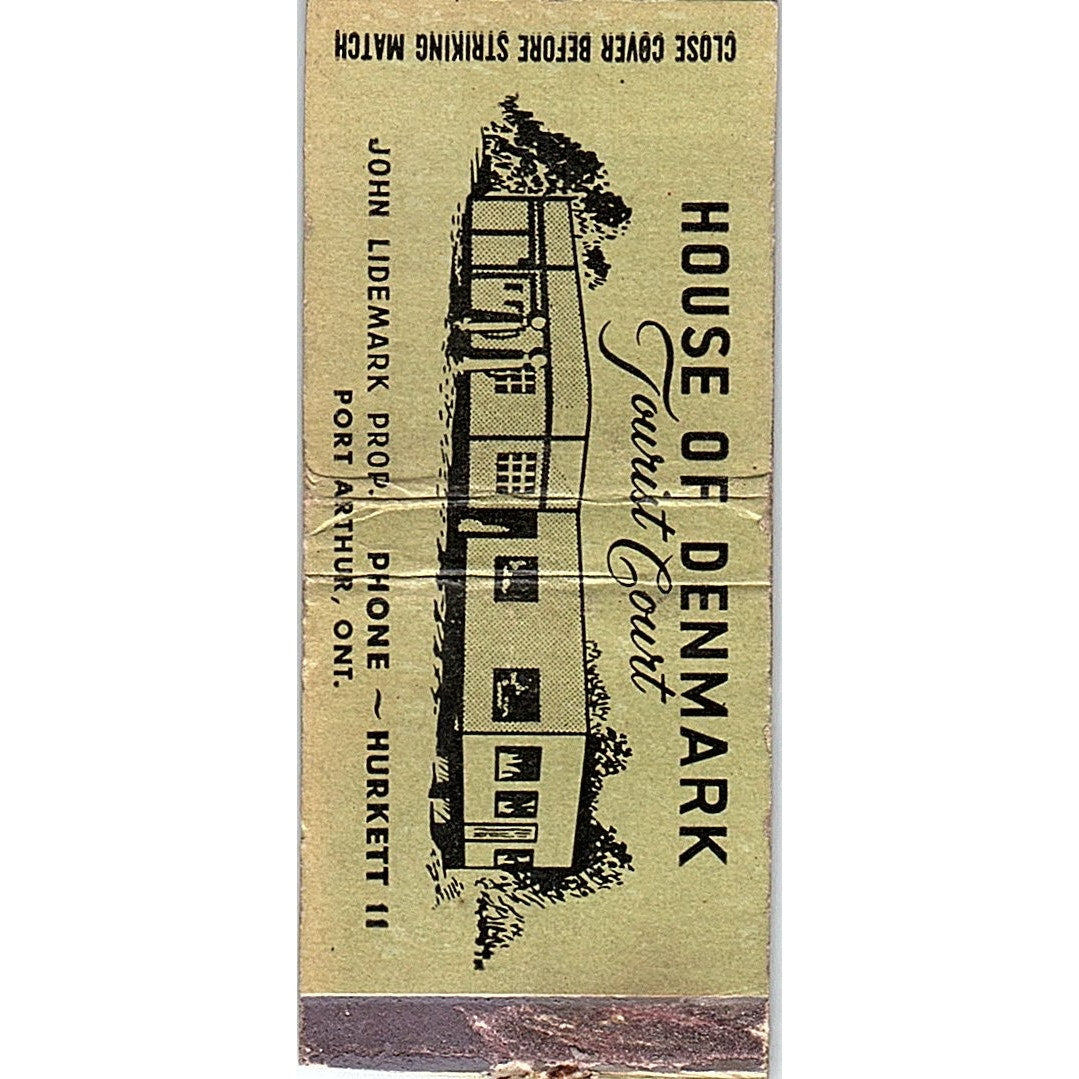 CLOSE COVER BEFORE STRIKING MATCH
HOUSE OF DENMARK
Tourist Court
JOHN LIDEMARK PROP. PHONE ~ HURKETT 11
PORT ARTHUR, ONT.